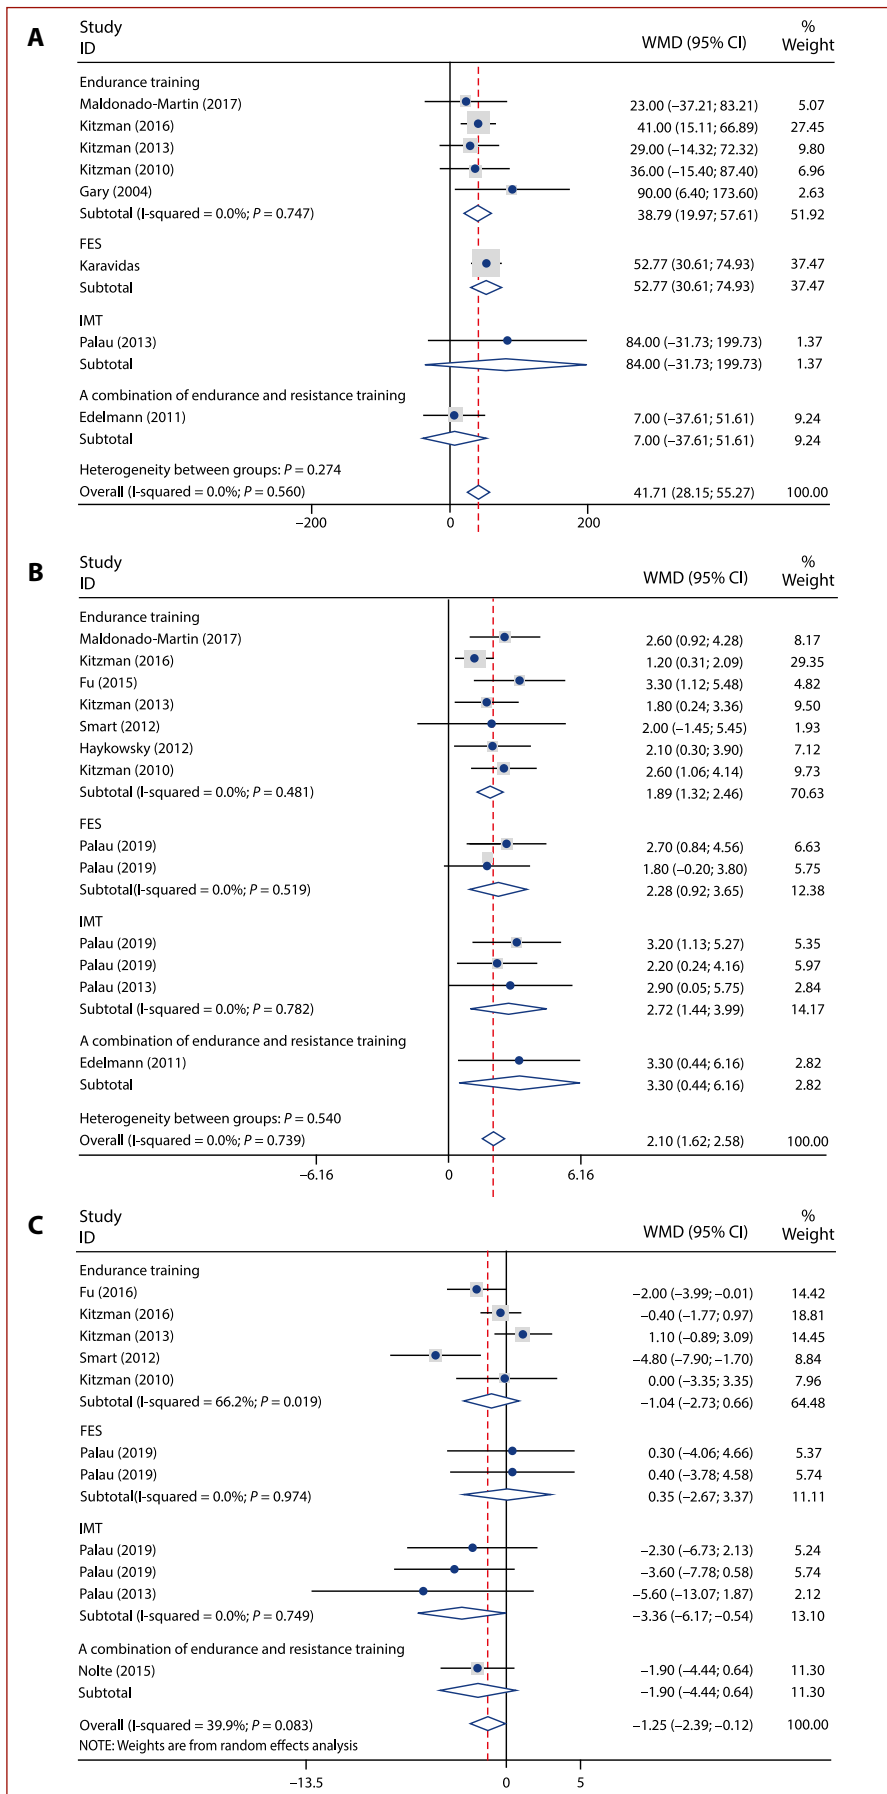 A
Study ID WMD (95% CI) % Weight
Endurance training
Maldonado-Martin (2017) 23.00 (−37.21; 83.21) 5.07
Kitzman (2016) 41.00 (15.11; 66.89) 27.45
Kitzman (2013) 29.00 (−14.32; 72.32) 9.80
Kitzman (2010) 36.00 (−15.40; 87.40) 6.96
Gary (2004) 90.00 (6.40; 173.60) 2.63
Subtotal (I-squared = 0.0%; P = 0.747) 38.79 (19.97; 57.61) 51.92
FES
Karavidas 52.77 (30.61; 74.93) 37.47
Subtotal 52.77 (30.61; 74.93) 37.47
IMT
Palau (2013) 84.00 (−31.73; 199.73) 1.37
Subtotal 84.00 (−31.73; 199.73) 1.37
A combination of endurance and resistance training
Edelmann (2011) 7.00 (−37.61; 51.61) 9.24
Subtotal 7.00 (−37.61; 51.61) 9.24
Heterogeneity between groups: P = 0.274
Overall (I-squared = 0.0%; P = 0.560) 41.71 (28.15; 55.27) 100.00
−200 0 200
B
Study ID WMD (95% CI) % Weight
Endurance training
Maldonado-Martin (2017) 2.60 (0.92; 4.28) 8.17
Kitzman (2016) 1.20 (0.31; 2.09) 29.35
Fu (2015) 3.30 (1.12; 5.48) 4.82
Kitzman (2013) 1.80 (0.24; 3.36) 9.50
Smart (2012) 2.00 (−1.45; 5.45) 1.93
Haykowsky (2012) 2.10 (0.30; 3.90) 7.12
Kitzman (2010) 2.60 (1.06; 4.14) 9.73
Subtotal (I-squared = 0.0%; P = 0.481) 1.89 (1.32; 2.46) 70.63
FES
Palau (2019) 2.70 (0.84; 4.56) 6.63
Palau (2019) 1.80 (−0.20; 3.80) 5.75
Subtotal(I-squared = 0.0%; P = 0.519) 2.28 (0.92; 3.65) 12.38
IMT
Palau (2019) 3.20 (1.13; 5.27) 5.35
Palau (2019) 2.20 (0.24; 4.16) 5.97
Palau (2013) 2.90 (0.05; 5.75) 2.84
Subtotal (I-squared = 0.0%; P = 0.782) 2.72 (1.44; 3.99) 14.17
A combination of endurance and resistance training
Edelmann (2011) 3.30 (0.44; 6.16) 2.82
Subtotal 3.30 (0.44; 6.16) 2.82
Heterogeneity between groups: P = 0.540
Overall (I-squared = 0.0%; P = 0.739) 2.10 (1.62; 2.58) 100.00
−6.16 0 6.16
C
Study ID WMD (95% CI) % Weight
Endurance training
Fu (2016) −2.00 (−3.99; −0.01) 14.42
Kitzman (2016) −0.40 (−1.77; 0.97) 18.81
Kitzman (2013) 1.10 (−0.89; 3.09) 14.45
Smart (2012) −4.80 (−7.90; −1.70) 8.84
Kitzman (2010) 0.00 (−3.35; 3.35) 7.96
Subtotal (I-squared = 66.2%; P = 0.019) −1.04 (−2.73; 0.66) 64.48
FES
Palau (2019) 0.30 (−4.06; 4.66) 5.37
Palau (2019) 0.40 (−3.78; 4.58) 5.74
Subtotal(I-squared = 0.0%; P = 0.974) 0.35 (−2.67; 3.37) 11.11
IMT
Palau (2019) −2.30 (−6.73; 2.13) 5.24
Palau (2019) −3.60 (−7.78; 0.58) 5.74
Palau (2013) −5.60 (−13.07; 1.87) 2.12
Subtotal (I-squared = 0.0%; P = 0.749) −3.36 (−6.17; −0.54) 13.10
A combination of endurance and resistance training
Nolte (2015) −1.90 (−4.44; 0.64) 11.30
Subtotal −1.90 (−4.44; 0.64) 11.30
Overall (I-squared = 39.9%; P = 0.083) −1.25 (−2.39; −0.12) 100.00
NOTE: Weights are from random effects analysis
−13.5 0 5